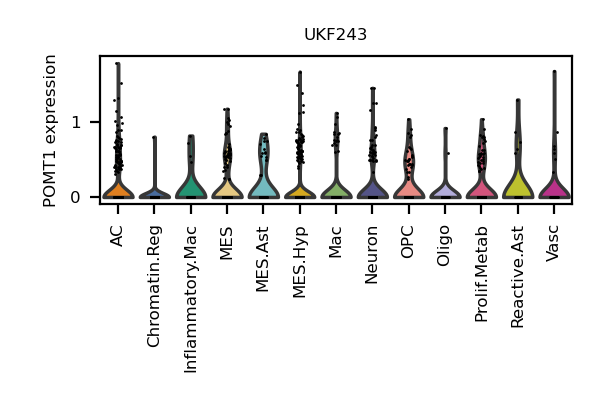 UKF243
POMT1 expression
1
0
AC
Chromatin.Reg
Inflammatory.Mac
MES
MES.Ast
MES.Hyp
Mac
Neuron
OPC
Oligo
Prolif.Metab
Reactive.Ast
Vasc